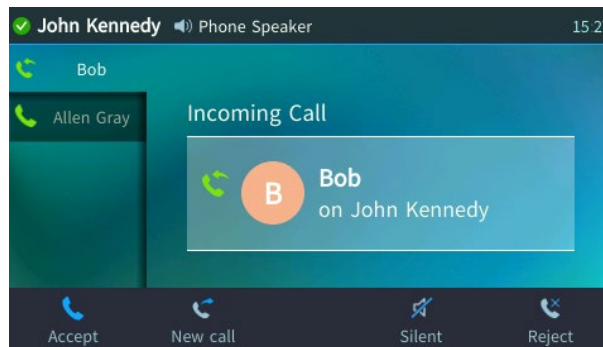 John Kennedy Phone Speaker 15:2
Bob
Allen Gray
Incoming Call
B
Bob
on John Kennedy
Accept New call Silent Reject